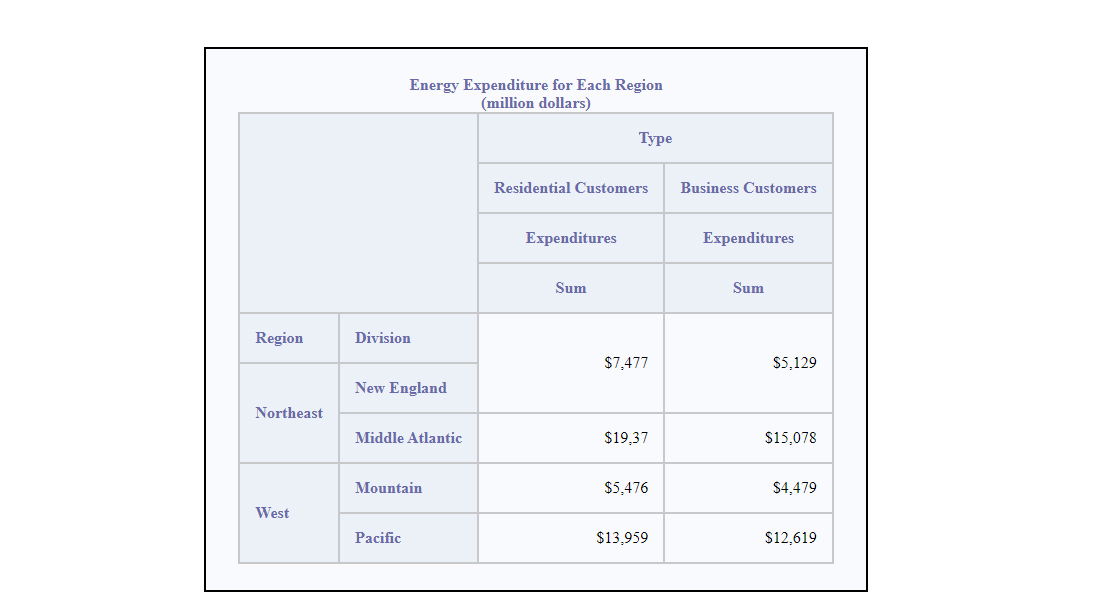 Energy Expenditure for Each Region
(million dollars)
Type
Residential Customers Business Customers
Expenditures Expenditures
Sum Sum
Region Division
$7,477 $5,129
New England
Northeast
Middle Atlantic $19,37 $15,078
Mountain $5,476 $4,479
West
Pacific $13,959 $12,619